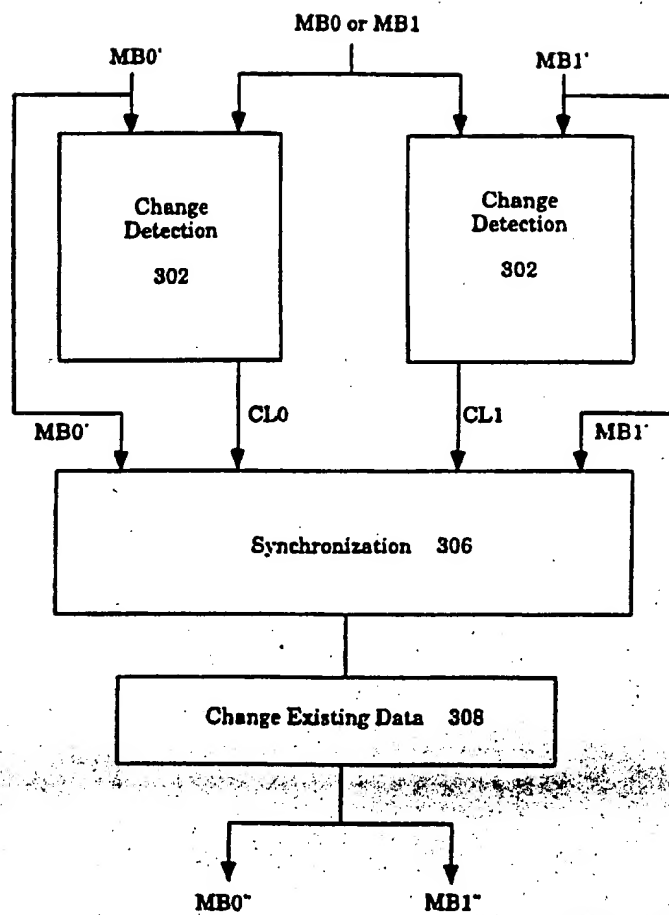 MB0 or MB1
MB0'
MB1'
Change
Detection
302
Change
Detection
302
CL0
CL1
MB0'
MB1'
Synchronization 306
Change Existing Data 308
MB0"
MB1"